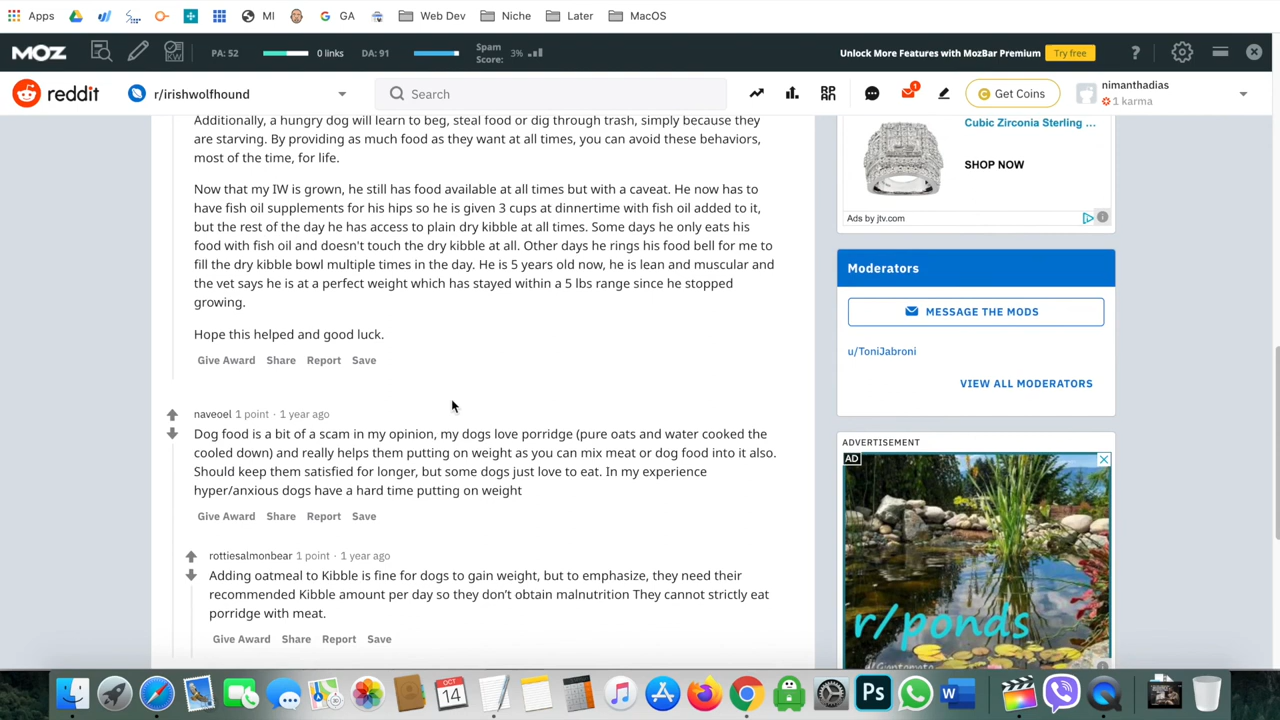 Apps
MI
GA
Web Dev
Niche
Later
MacOS
MOZ
KW
PA: 52
0 links
DA: 91
Spam
Score:
3%
Unlock More Features with MozBar Premium
Try free
?
reddit
r/irishwolfhound
Search
1
Get Coins
nimanthadias
1 karma
Additionally, a hungry dog will learn to beg, steal food or dig through trash, simply because they
are starving. By providing as much food as they want at all times, you can avoid these behaviors,
most of the time, for life.
Now that my IW is grown, he still has food available at all times but with a caveat. He now has to
have fish oil supplements for his hips so he is given 3 cups at dinnertime with fish oil added to it,
but the rest of the day he has access to plain dry kibble at all times. Some days he only eats his
food with fish oil and doesn't touch the dry kibble at all. Other days he rings his food bell for me to
fill the dry kibble bowl multiple times in the day. He is 5 years old now, he is lean and muscular and
the vet says he is at a perfect weight which has stayed within a 5 lbs range since he stopped
growing.
Hope this helped and good luck.
Give Award Share Report Save
naveoel 1 point · 1 year ago
Dog food is a bit of a scam in my opinion, my dogs love porridge (pure oats and water cooked the
cooled down) and really helps them putting on weight as you can mix meat or dog food into it also.
Should keep them satisfied for longer, but some dogs just love to eat. In my experience
hyper/anxious dogs have a hard time putting on weight
Give Award Share Report Save
rottiesalmonbear 1 point · 1 year ago
Adding oatmeal to Kibble is fine for dogs to gain weight, but to emphasize, they need their
recommended Kibble amount per day so they don't obtain malnutrition They cannot strictly eat
porridge with meat.
Give Award Share Report Save
Cubic Zirconia Sterling ...
SHOP NOW
Ads by jtv.com
Moderators
MESSAGE THE MODS
u/ToniJabroni
VIEW ALL MODERATORS
ADVERTISEMENT
AD
r/ponds
u/Gientomato
OCT
14
Ps
W